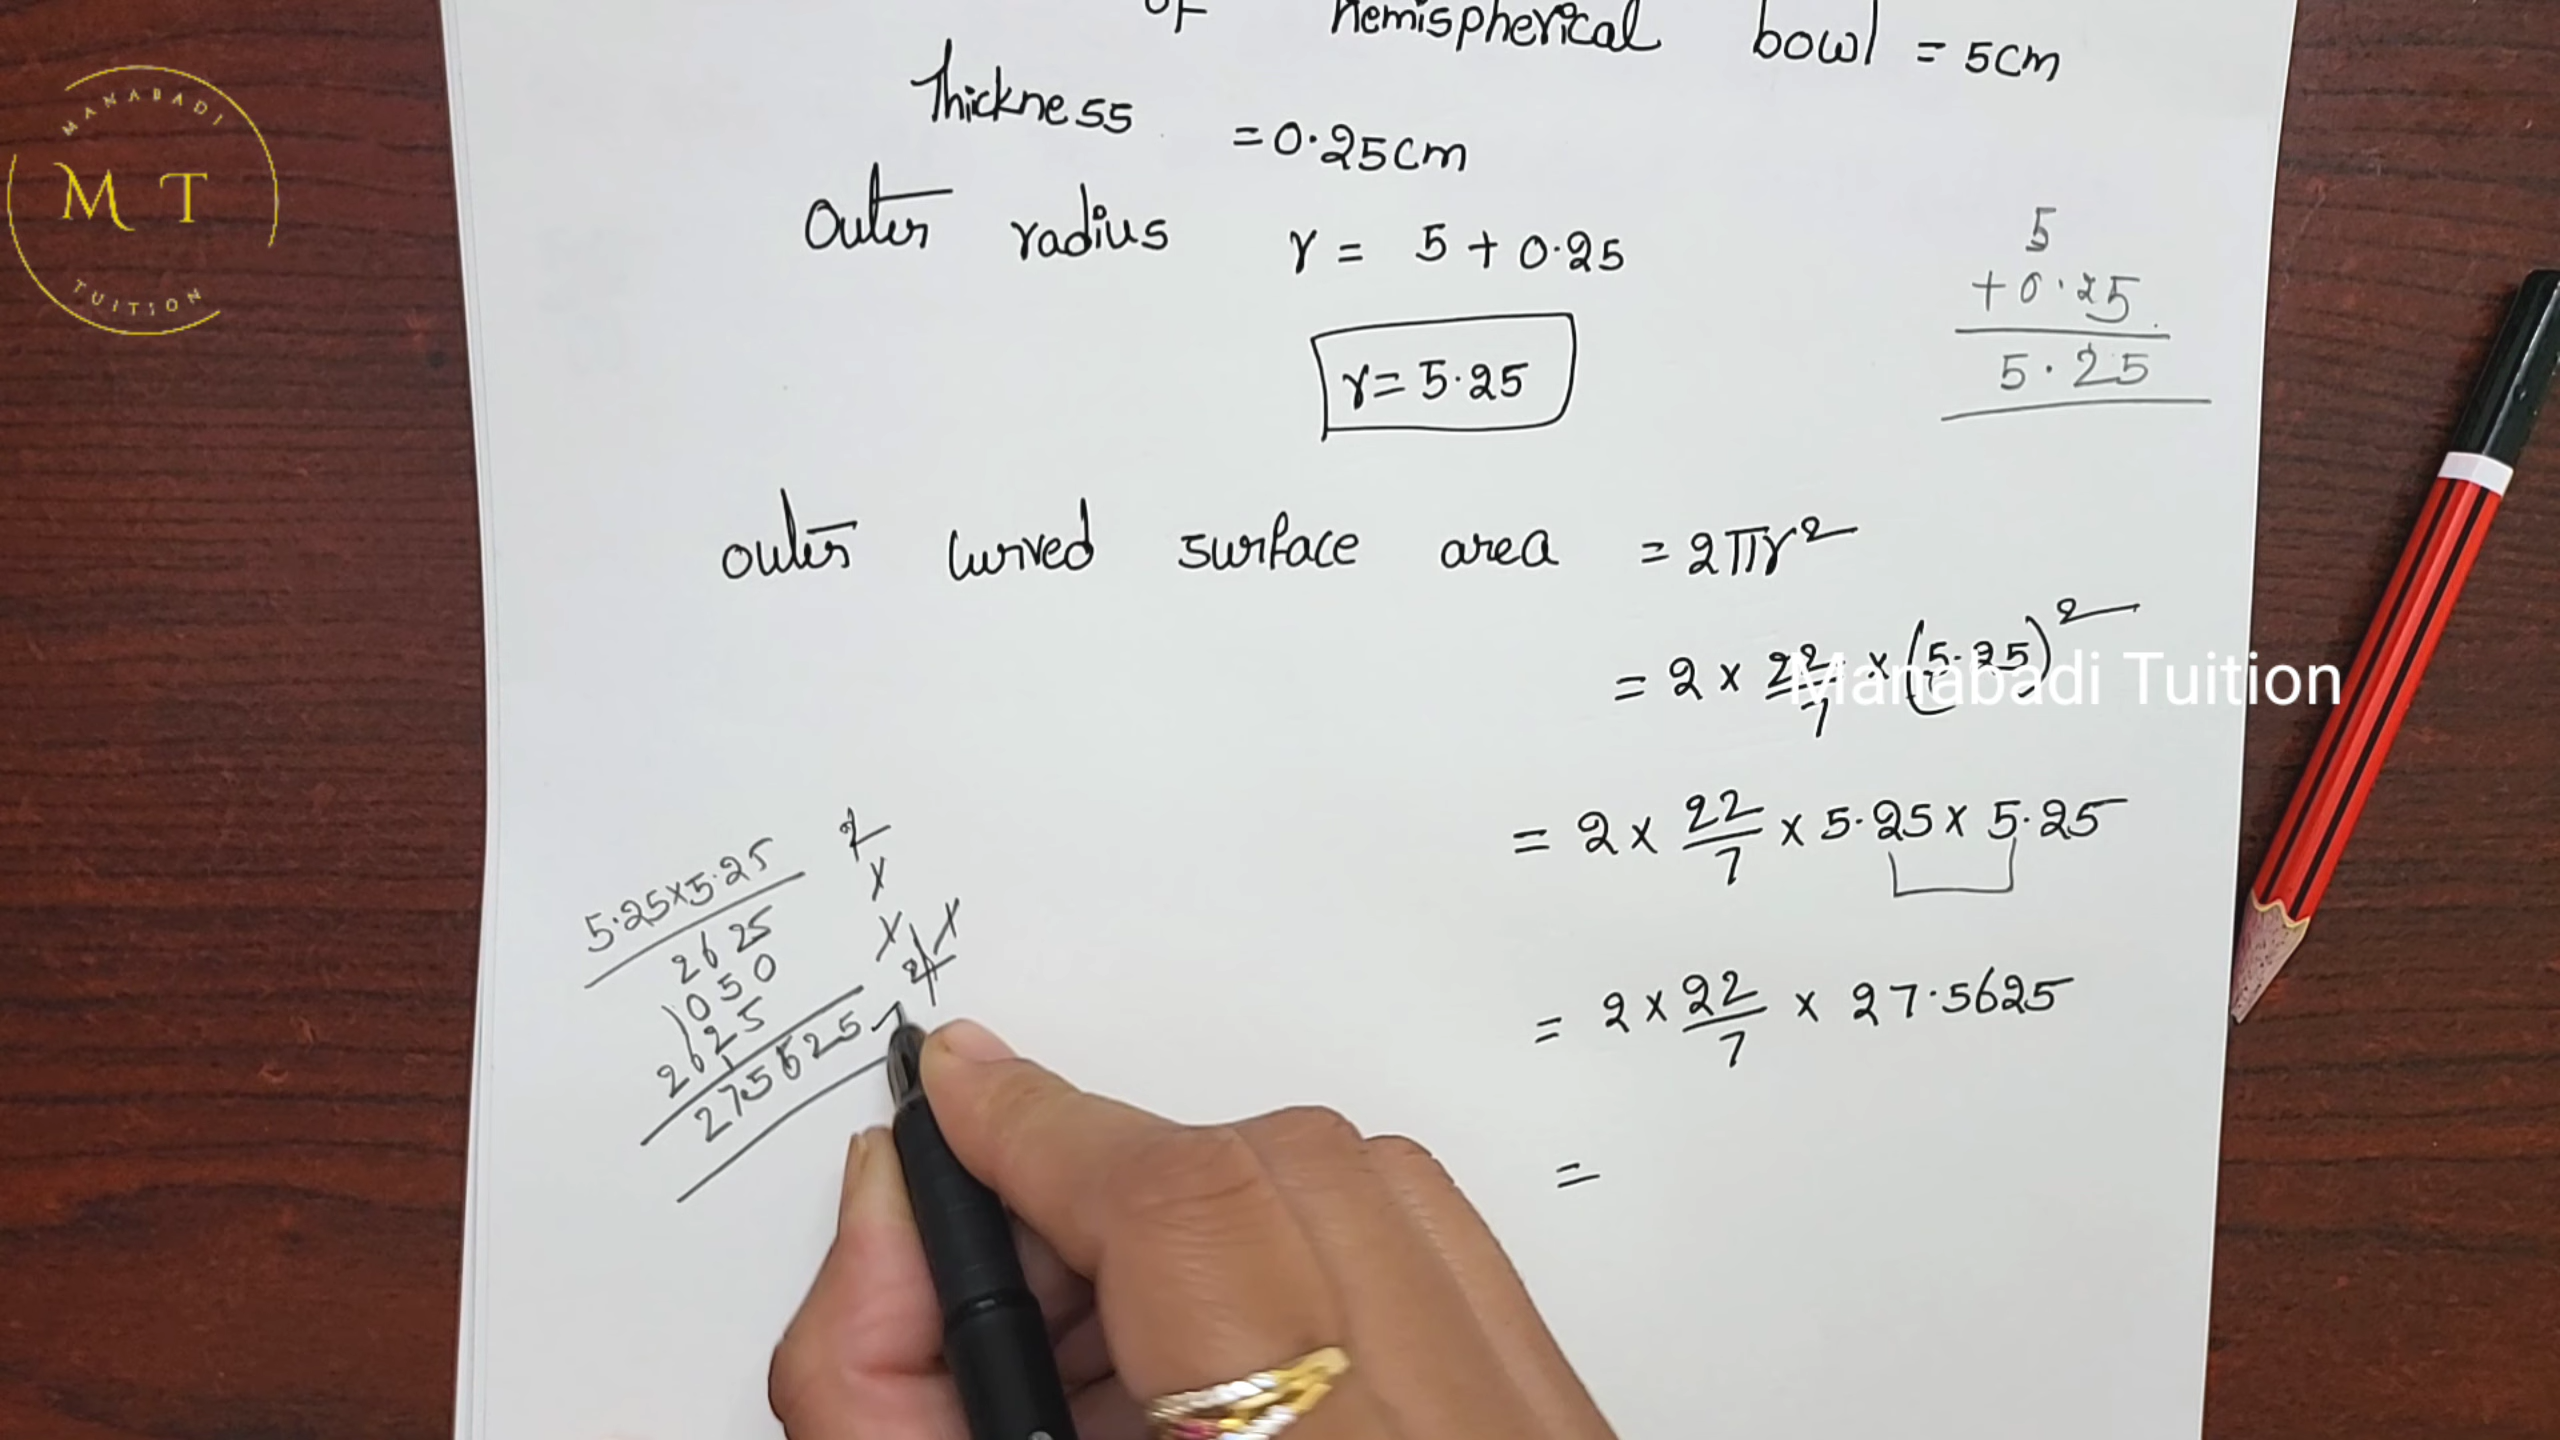 of hemispherical bowl = 5cm
Thickness = 0.25cm
Outer radius r = 5 + 0.25
r = 5.25
5
+0.25
5.25
outer curved surface area = 2πr²
= 2 × 22/7 × (5.25)²
Manabadi Tuition
= 2 × 22/7 × 5.25 × 5.25
= 2 × 22/7 × 27.5625
=
5.25×5.25
2625
1050
2625
275625
MANABADI
MT
TUITION